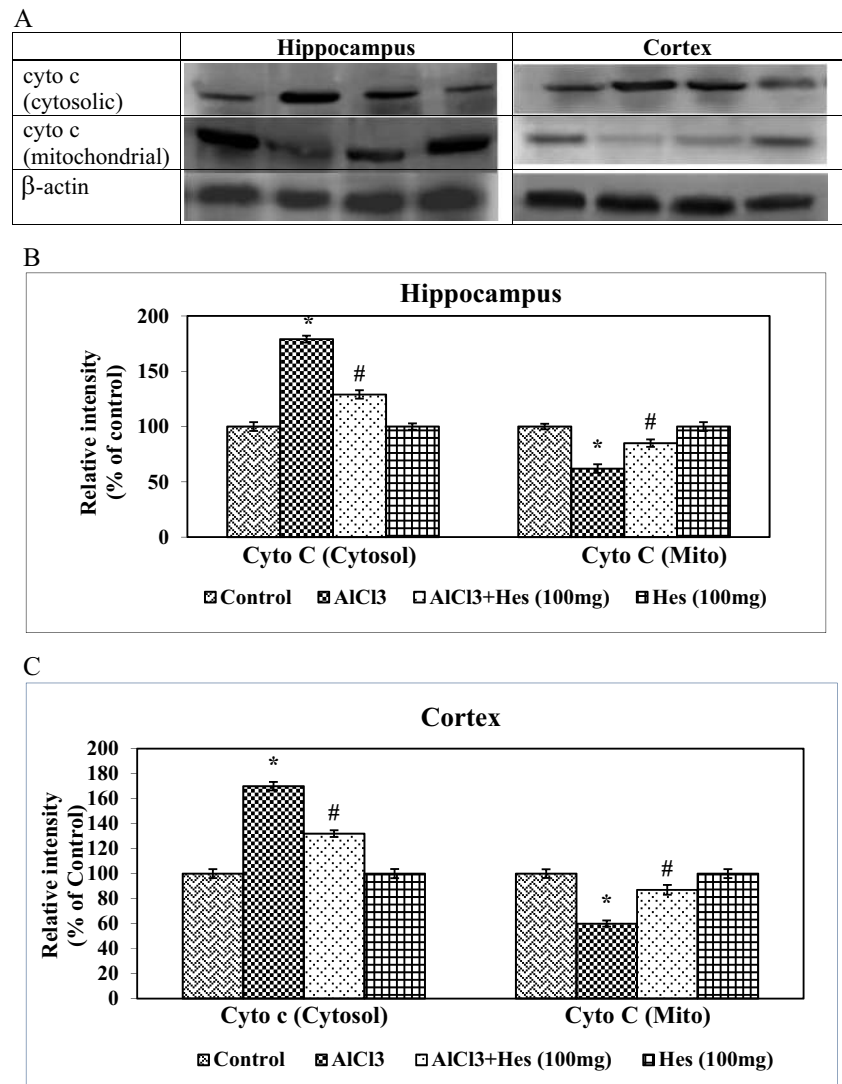 A
Hippocampus Cortex
cyto c
(cytosolic)
cyto c
(mitochondrial)
β-actin
B
Hippocampus
Relative intensity
(% of control)
200
150
100
50
0
*
#
*
#
Cyto C (Cytosol) Cyto C (Mito)
Control AlCl3 AlCl3+Hes (100mg) Hes (100mg)
C
Cortex
Relative intensity
(% of Control)
200
180
160
140
120
100
80
60
40
20
0
*
#
*
#
Cyto c (Cytosol) Cyto C (Mito)
Control AlCl3 AlCl3+Hes (100mg) Hes (100mg)